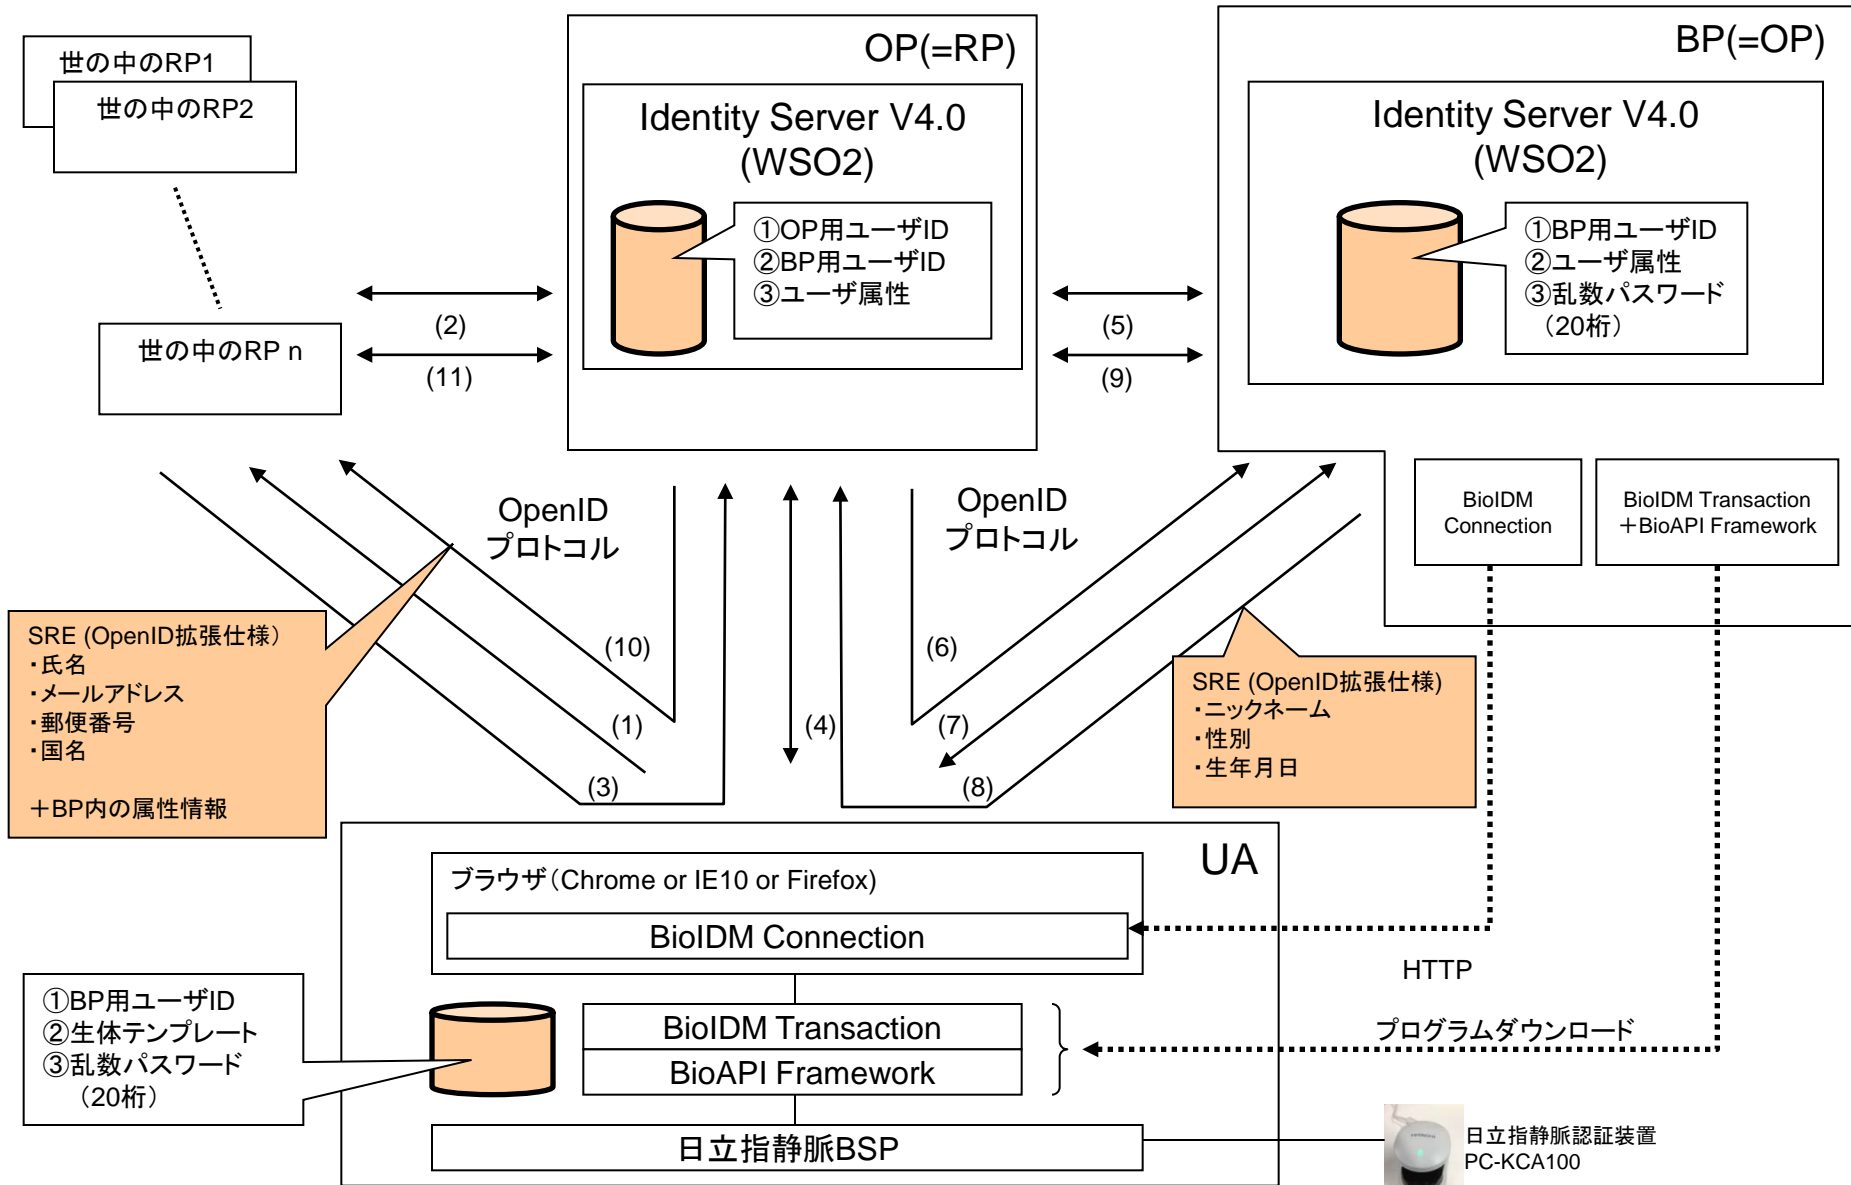 世の中のRP1
世の中のRP2
世の中のRP n
OP(=RP)
Identity Server V4.0
(WSO2)
①OP用ユーザID
②BP用ユーザID
③ユーザ属性
BP(=OP)
Identity Server V4.0
(WSO2)
①BP用ユーザID
②ユーザ属性
③乱数パスワード
（20桁）
(2)
(11)
(5)
(9)
OpenID
プロトコル
OpenID
プロトコル
BioIDM
Connection
BioIDM Transaction
＋BioAPI Framework
SRE (OpenID拡張仕様）
・氏名
・メールアドレス
・郵便番号
・国名
＋BP内の属性情報
(10)
(1)
(3)
(4)
(6)
(7)
(8)
SRE (OpenID拡張仕様)
・ニックネーム
・性別
・生年月日
UA
ブラウザ（Chrome or IE10 or Firefox)
BioIDM Connection
HTTP
①BP用ユーザID
②生体テンプレート
③乱数パスワード
（20桁）
BioIDM Transaction
BioAPI Framework
プログラムダウンロード
日立指静脈BSP
日立指静脈認証装置
PC-KCA100